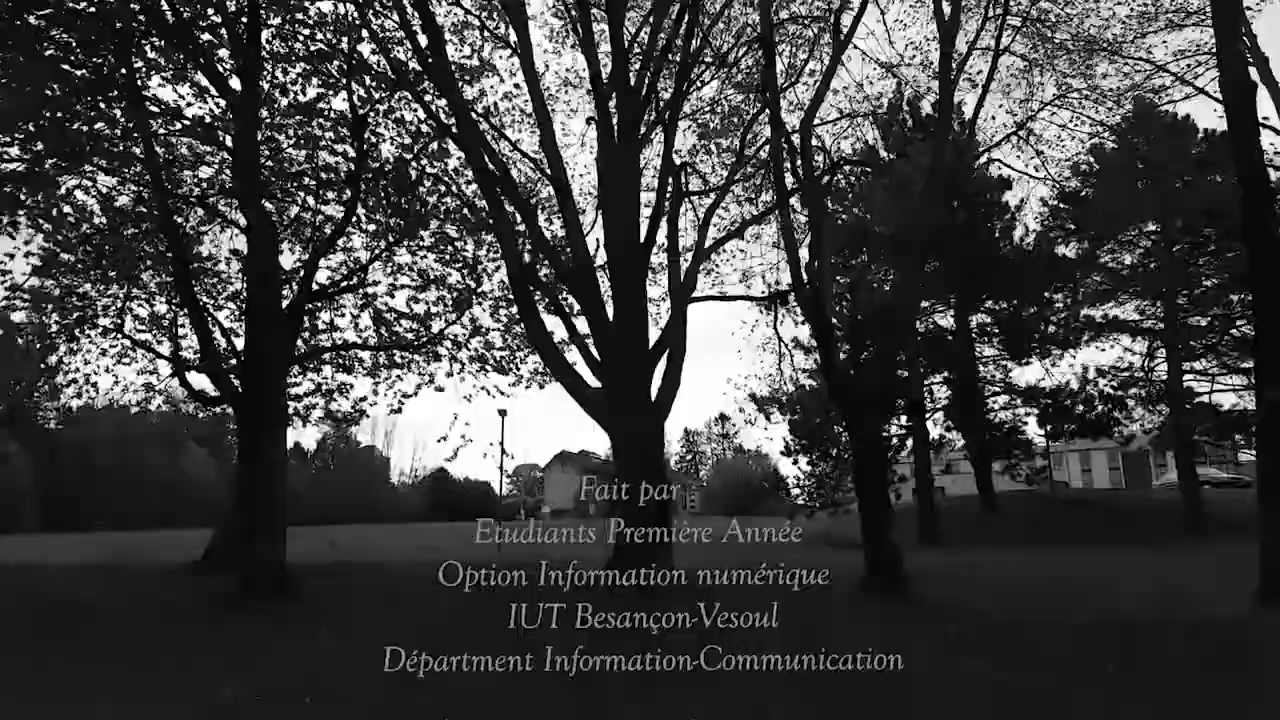 Fait par
Etudiants Première Année
Option Information numérique
IUT Besançon-Vesoul
Départment Information-Communication